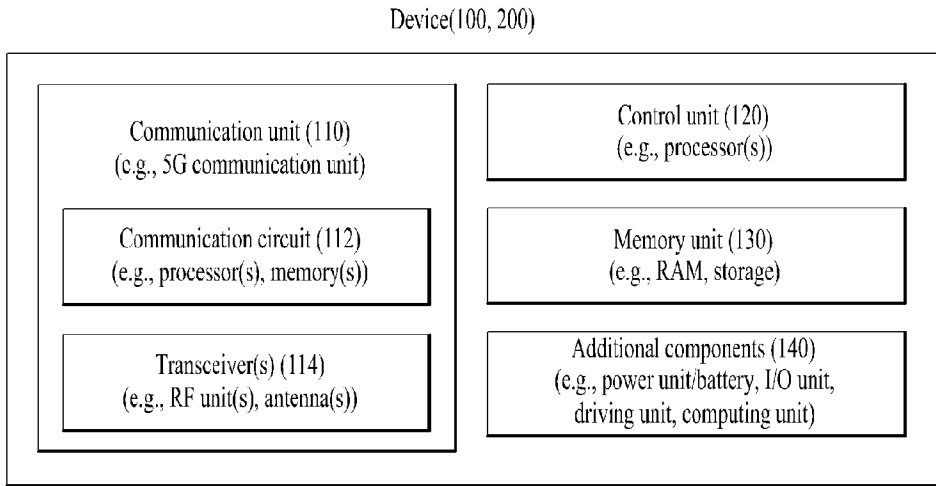 Device(100, 200)
Communication unit (110)
(e.g., 5G communication unit)
Communication circuit (112)
(e.g., processor(s), memory(s))
Transceiver(s) (114)
(e.g., RF unit(s), antenna(s))
Control unit (120)
(e.g., processor(s))
Memory unit (130)
(e.g., RAM, storage)
Additional components (140)
(e.g., power unit/battery, I/O unit,
driving unit, computing unit)